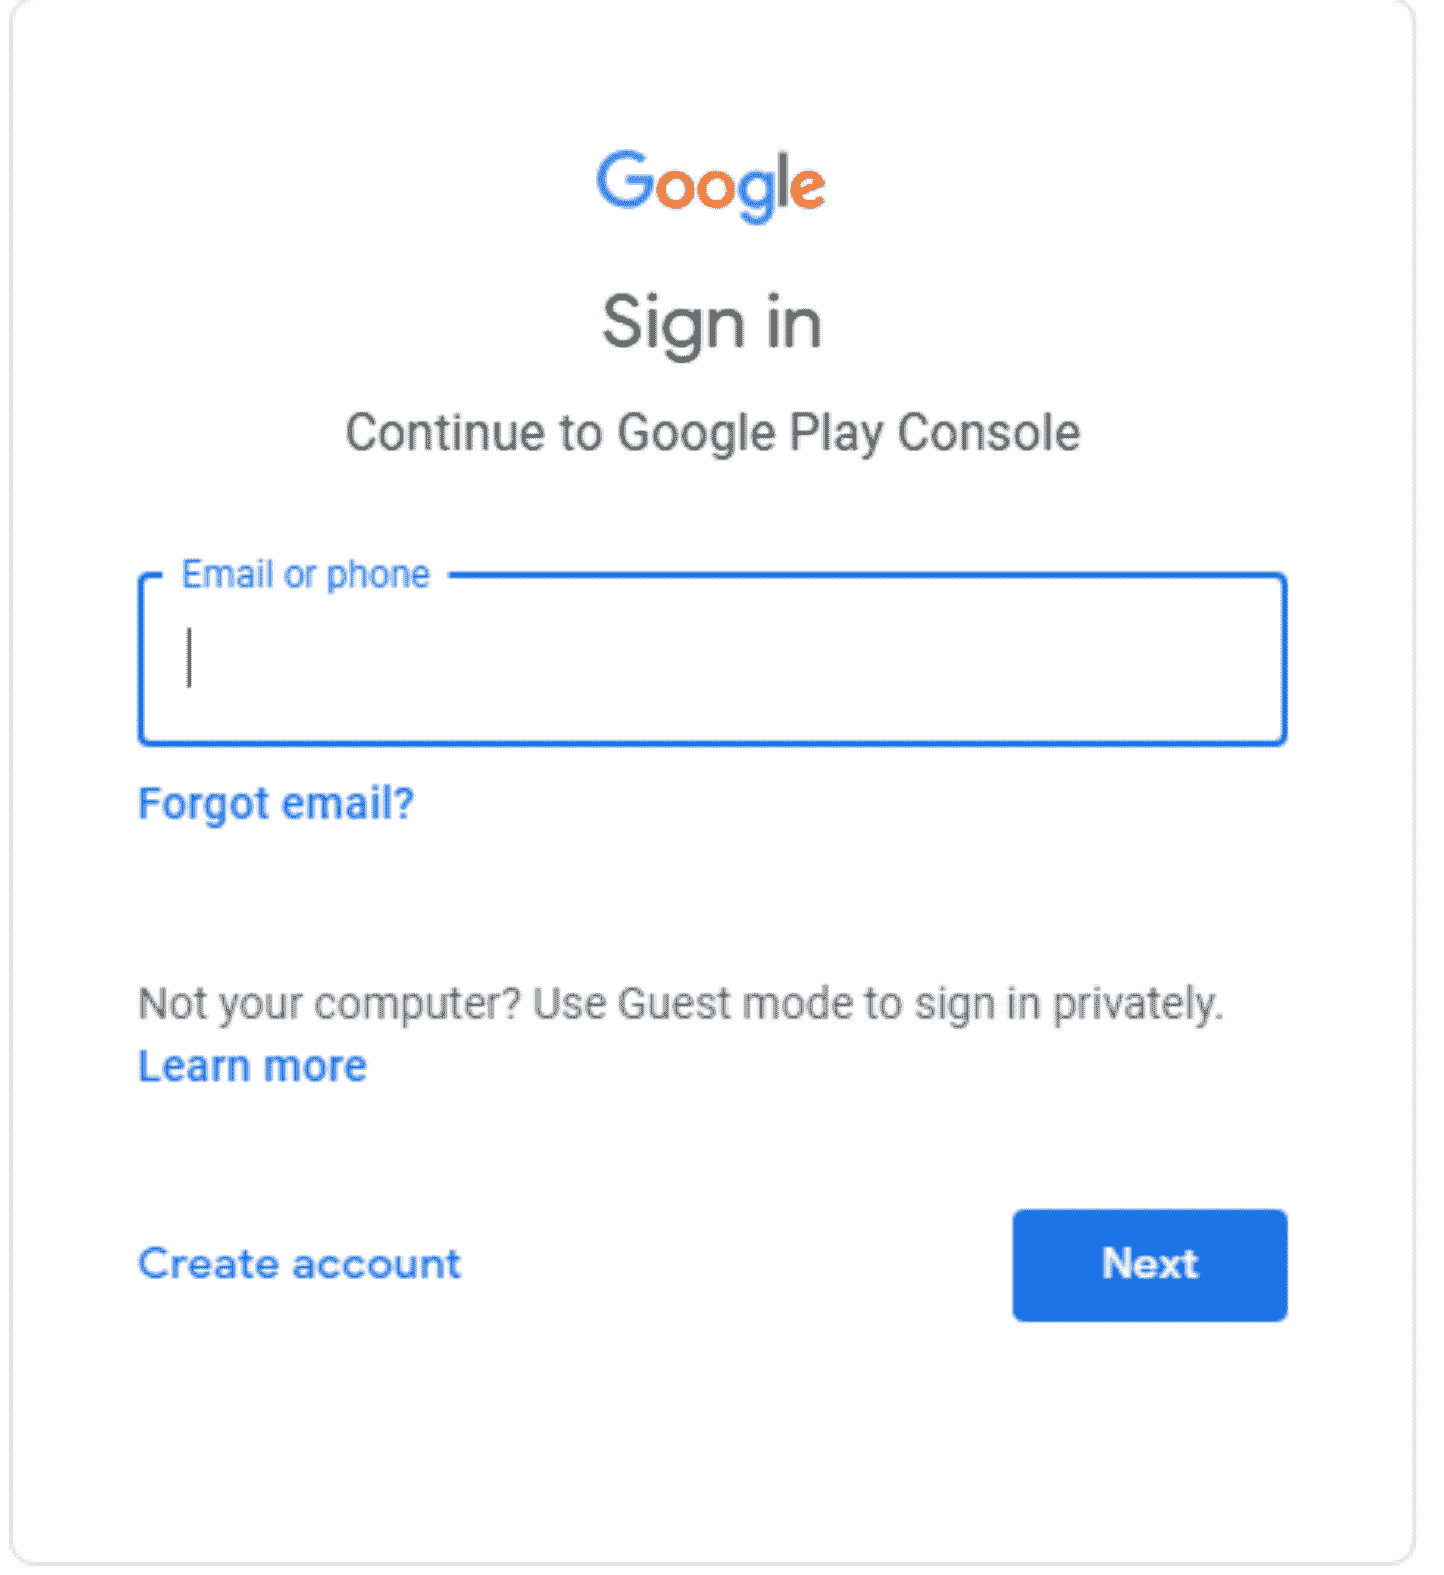 Google
Sign in
Continue to Google Play Console
Email or phone
Forgot email?
Not your computer? Use Guest mode to sign in privately.
Learn more
Create account
Next